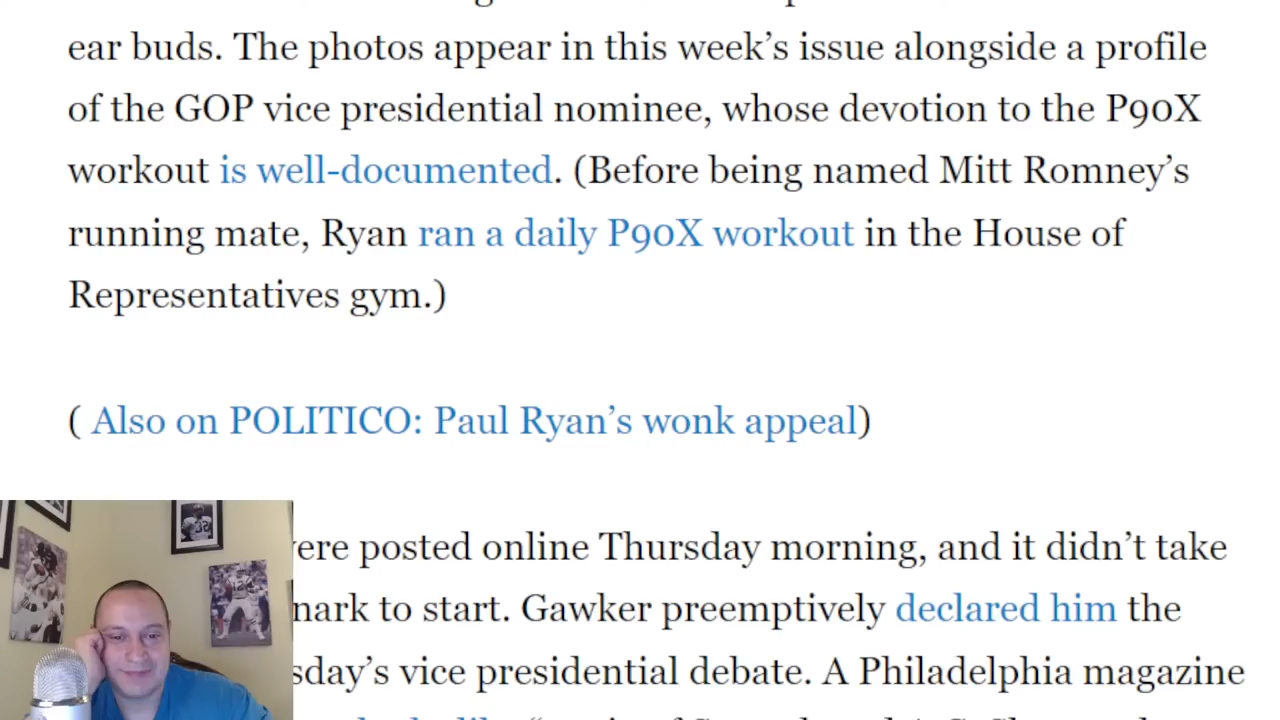 ear buds. The photos appear in this week’s issue alongside a profile
of the GOP vice presidential nominee, whose devotion to the P90X
workout is well-documented. (Before being named Mitt Romney’s
running mate, Ryan ran a daily P90X workout in the House of
Representatives gym.)
( Also on POLITICO: Paul Ryan’s wonk appeal)
were posted online Thursday morning, and it didn’t take
to start. Gawker preemptively declared him the
vice presidential debate. A Philadelphia magazine
32